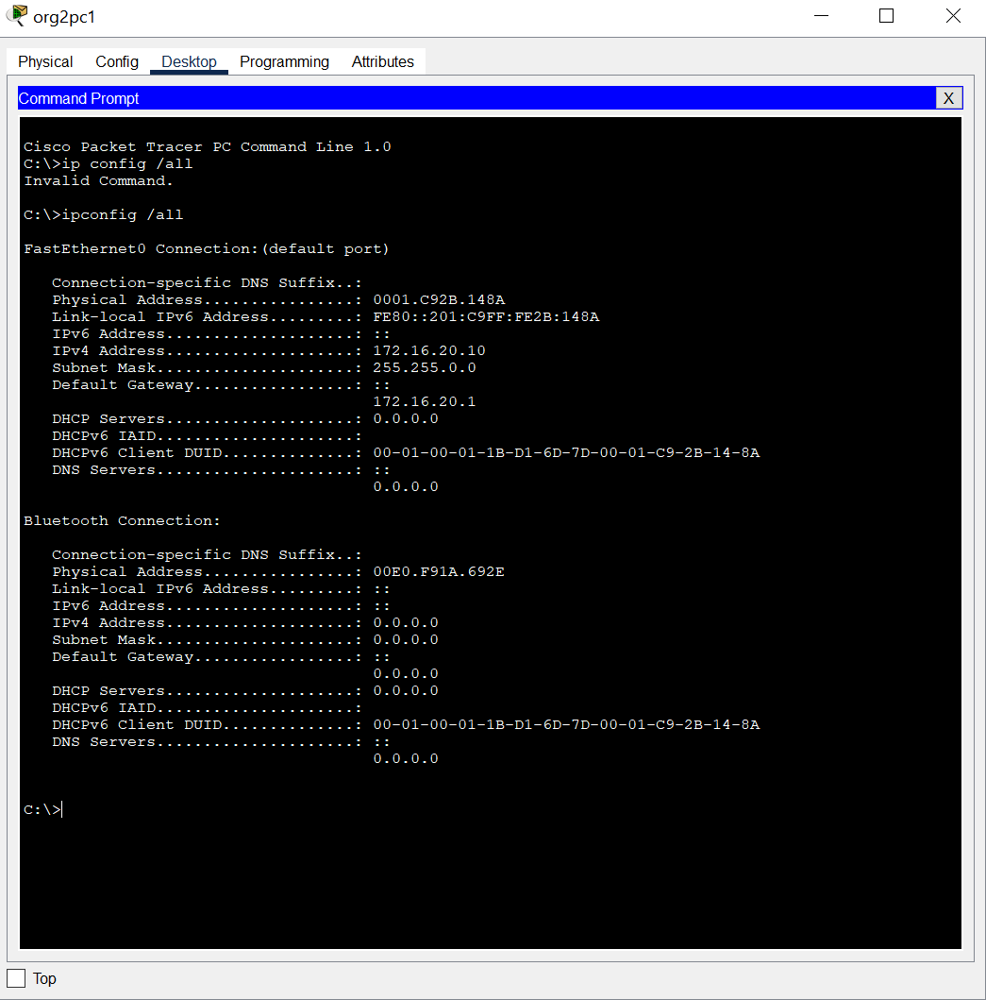 org2pc1
Physical Config Desktop Programming Attributes
Command Prompt X
Cisco Packet Tracer PC Command Line 1.0
C:\>ip config /all
Invalid Command.
C:\>ipconfig /all
FastEthernet0 Connection:(default port)
Connection-specific DNS Suffix..:
Physical Address................: 0001.C92B.148A
Link-local IPv6 Address.........: FE80::201:C9FF:FE2B:148A
IPv6 Address....................: ::
IPv4 Address....................: 172.16.20.10
Subnet Mask.....................: 255.255.0.0
Default Gateway.................: ::
172.16.20.1
DHCP Servers....................: 0.0.0.0
DHCPv6 IAID.....................:
DHCPv6 Client DUID..............: 00-01-00-01-1B-D1-6D-7D-00-01-C9-2B-14-8A
DNS Servers.....................: ::
0.0.0.0
Bluetooth Connection:
Connection-specific DNS Suffix..:
Physical Address................: 00E0.F91A.692E
Link-local IPv6 Address.........: ::
IPv6 Address....................: ::
IPv4 Address....................: 0.0.0.0
Subnet Mask.....................: 0.0.0.0
Default Gateway.................: ::
0.0.0.0
DHCP Servers....................: 0.0.0.0
DHCPv6 IAID.....................:
DHCPv6 Client DUID..............: 00-01-00-01-1B-D1-6D-7D-00-01-C9-2B-14-8A
DNS Servers.....................: ::
0.0.0.0
C:\>
Top